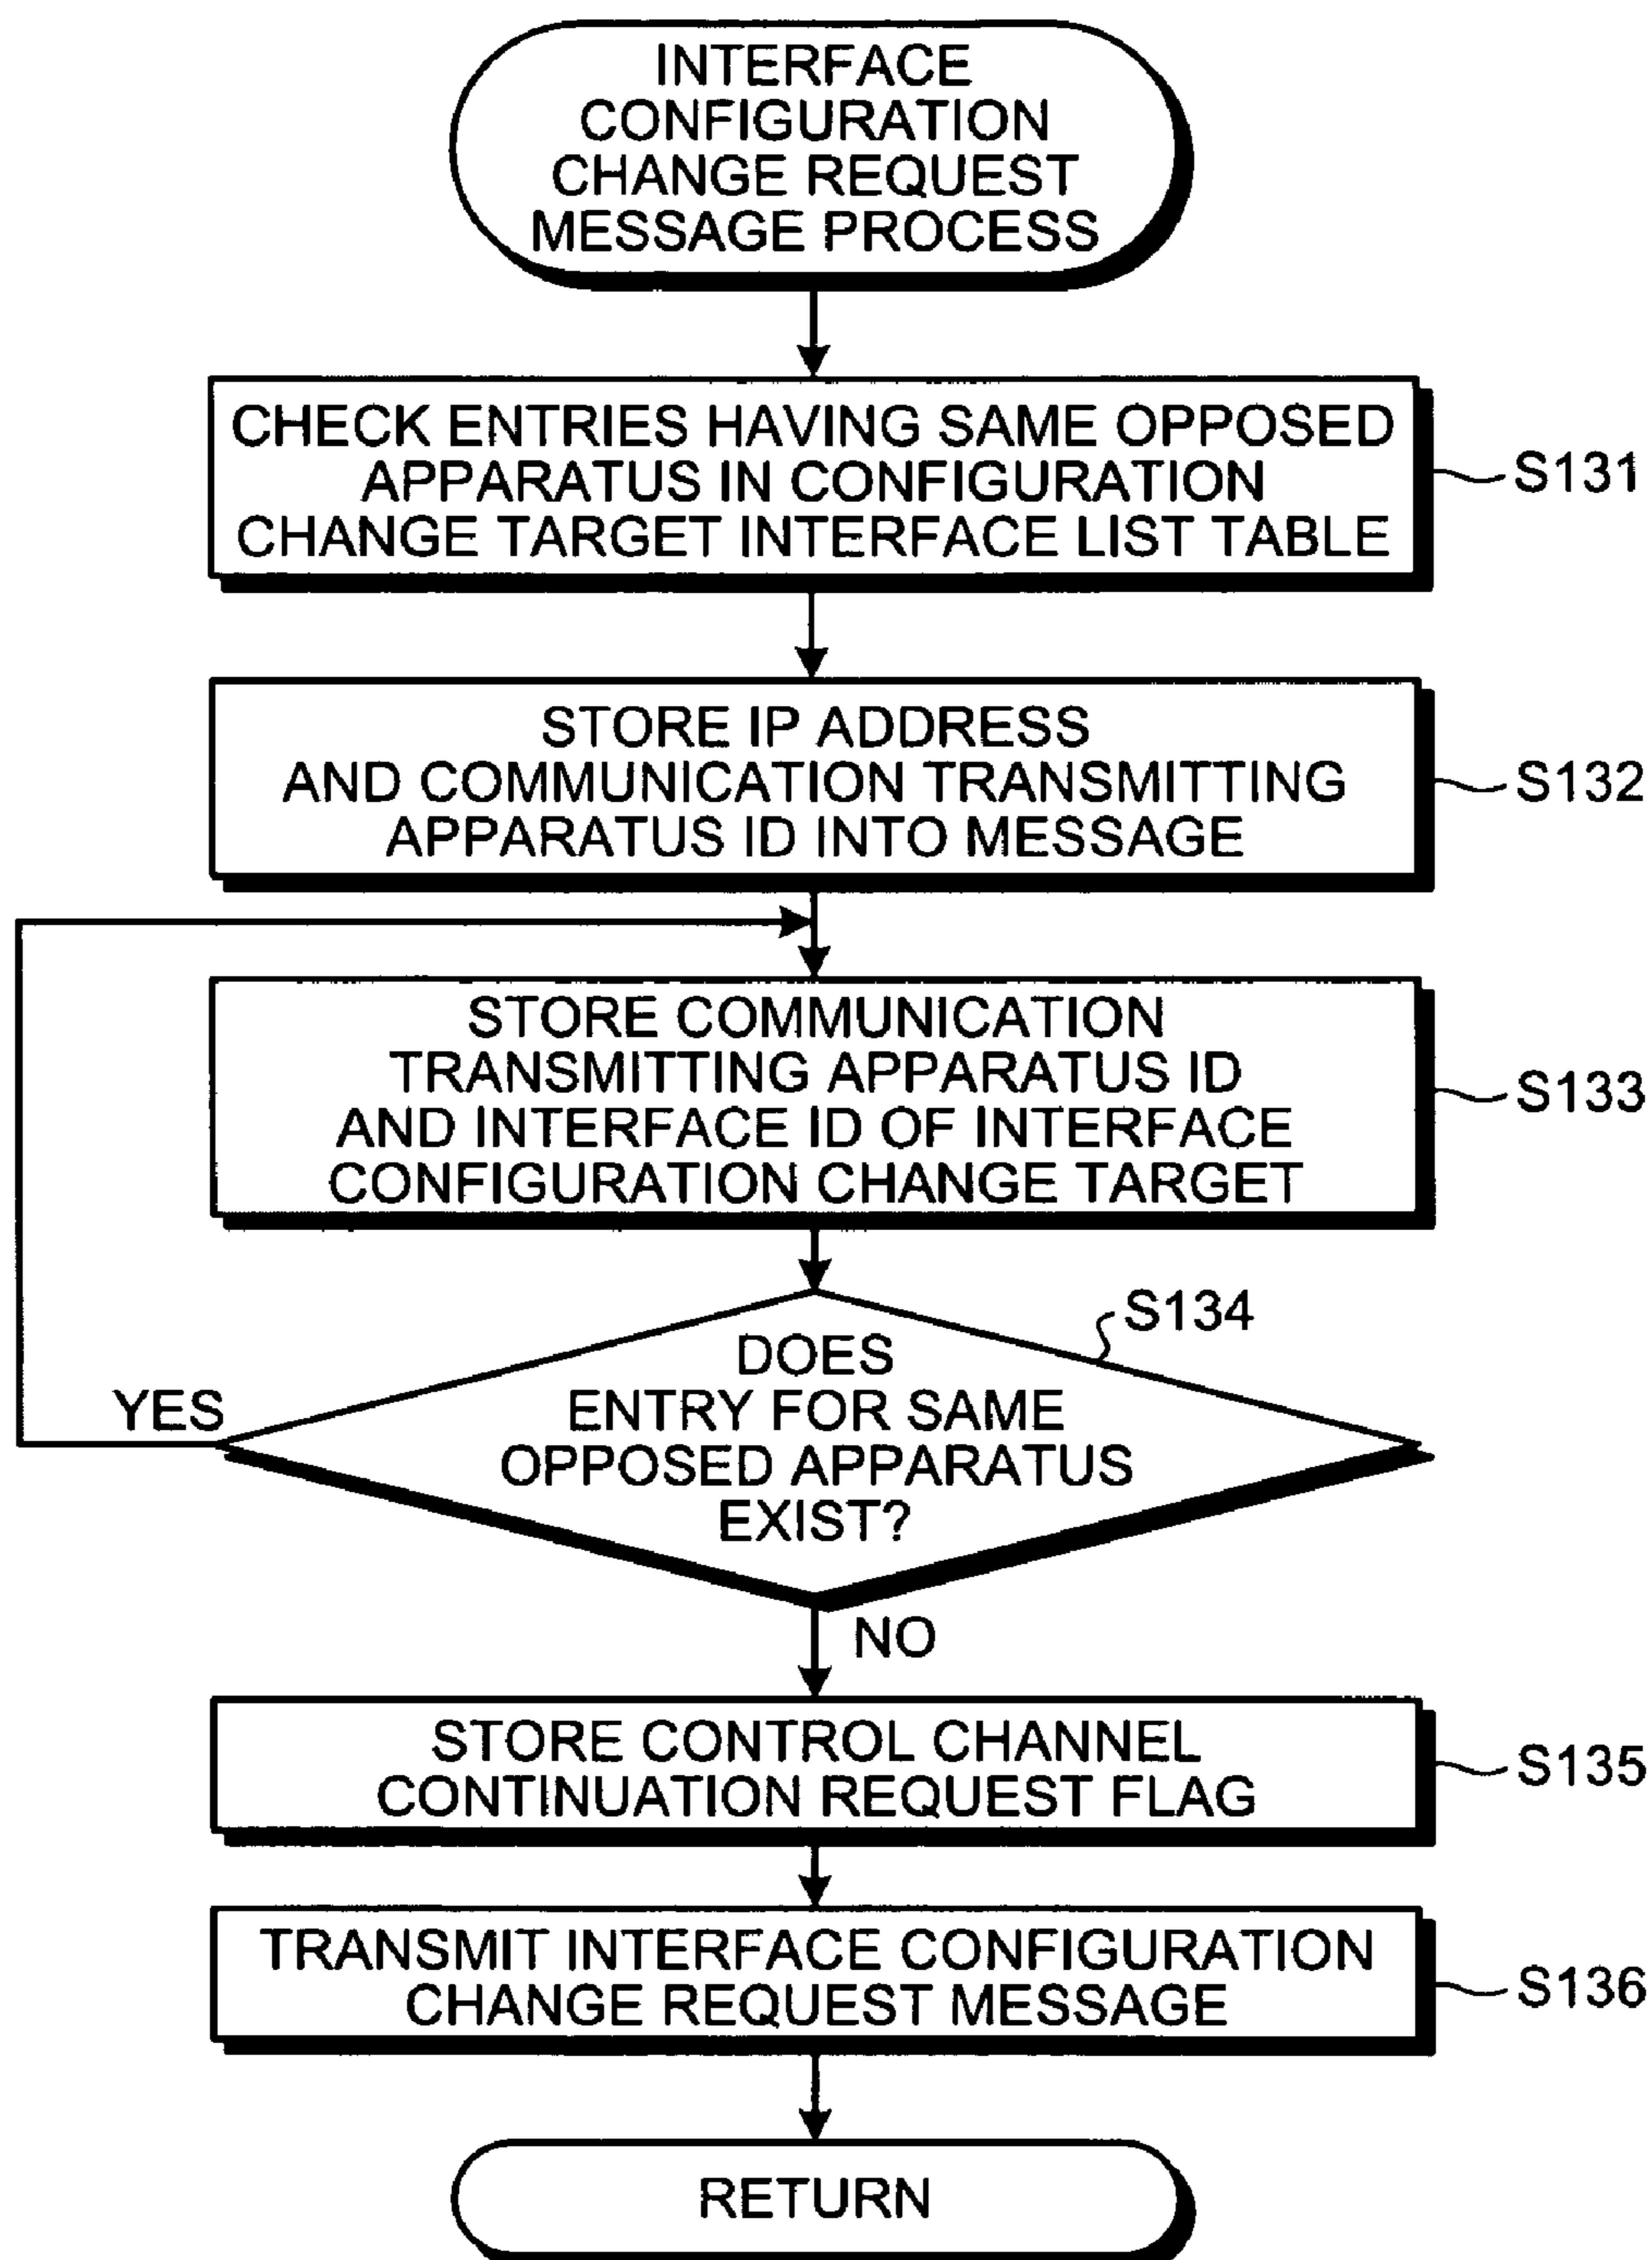 INTERFACE
CONFIGURATION
CHANGE REQUEST
MESSAGE PROCESS
CHECK ENTRIES HAVING SAME OPPOSED
APPARATUS IN CONFIGURATION
CHANGE TARGET INTERFACE LIST TABLE
S131
STORE IP ADDRESS
AND COMMUNICATION TRANSMITTING
APPARATUS ID INTO MESSAGE
S132
STORE COMMUNICATION
TRANSMITTING APPARATUS ID
AND INTERFACE ID OF INTERFACE
CONFIGURATION CHANGE TARGET
S133
S134
DOES
ENTRY FOR SAME
OPPOSED APPARATUS
EXIST?
YES
NO
STORE CONTROL CHANNEL
CONTINUATION REQUEST FLAG
S135
TRANSMIT INTERFACE CONFIGURATION
CHANGE REQUEST MESSAGE
S136
RETURN